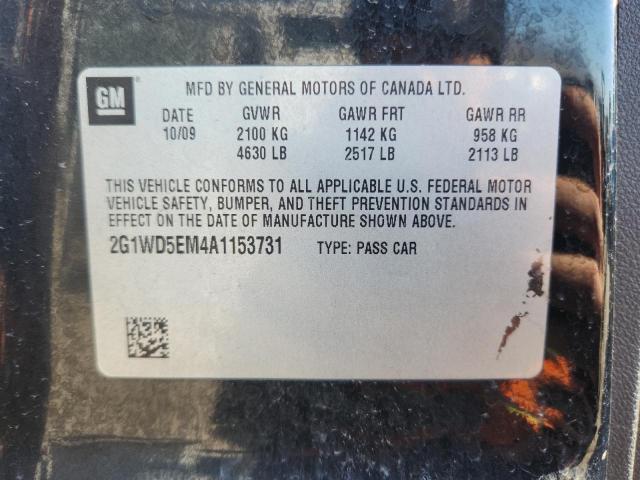 GM
MFD BY GENERAL MOTORS OF CANADA LTD.
DATE GVWR GAWR FRT GAWR RR
10/09 2100 KG 1142 KG 958 KG
4630 LB 2517 LB 2113 LB
THIS VEHICLE CONFORMS TO ALL APPLICABLE U.S. FEDERAL MOTOR
VEHICLE SAFETY, BUMPER, AND THEFT PREVENTION STANDARDS IN
EFFECT ON THE DATE OF MANUFACTURE SHOWN ABOVE.
2G1WD5EM4A1153731 TYPE: PASS CAR